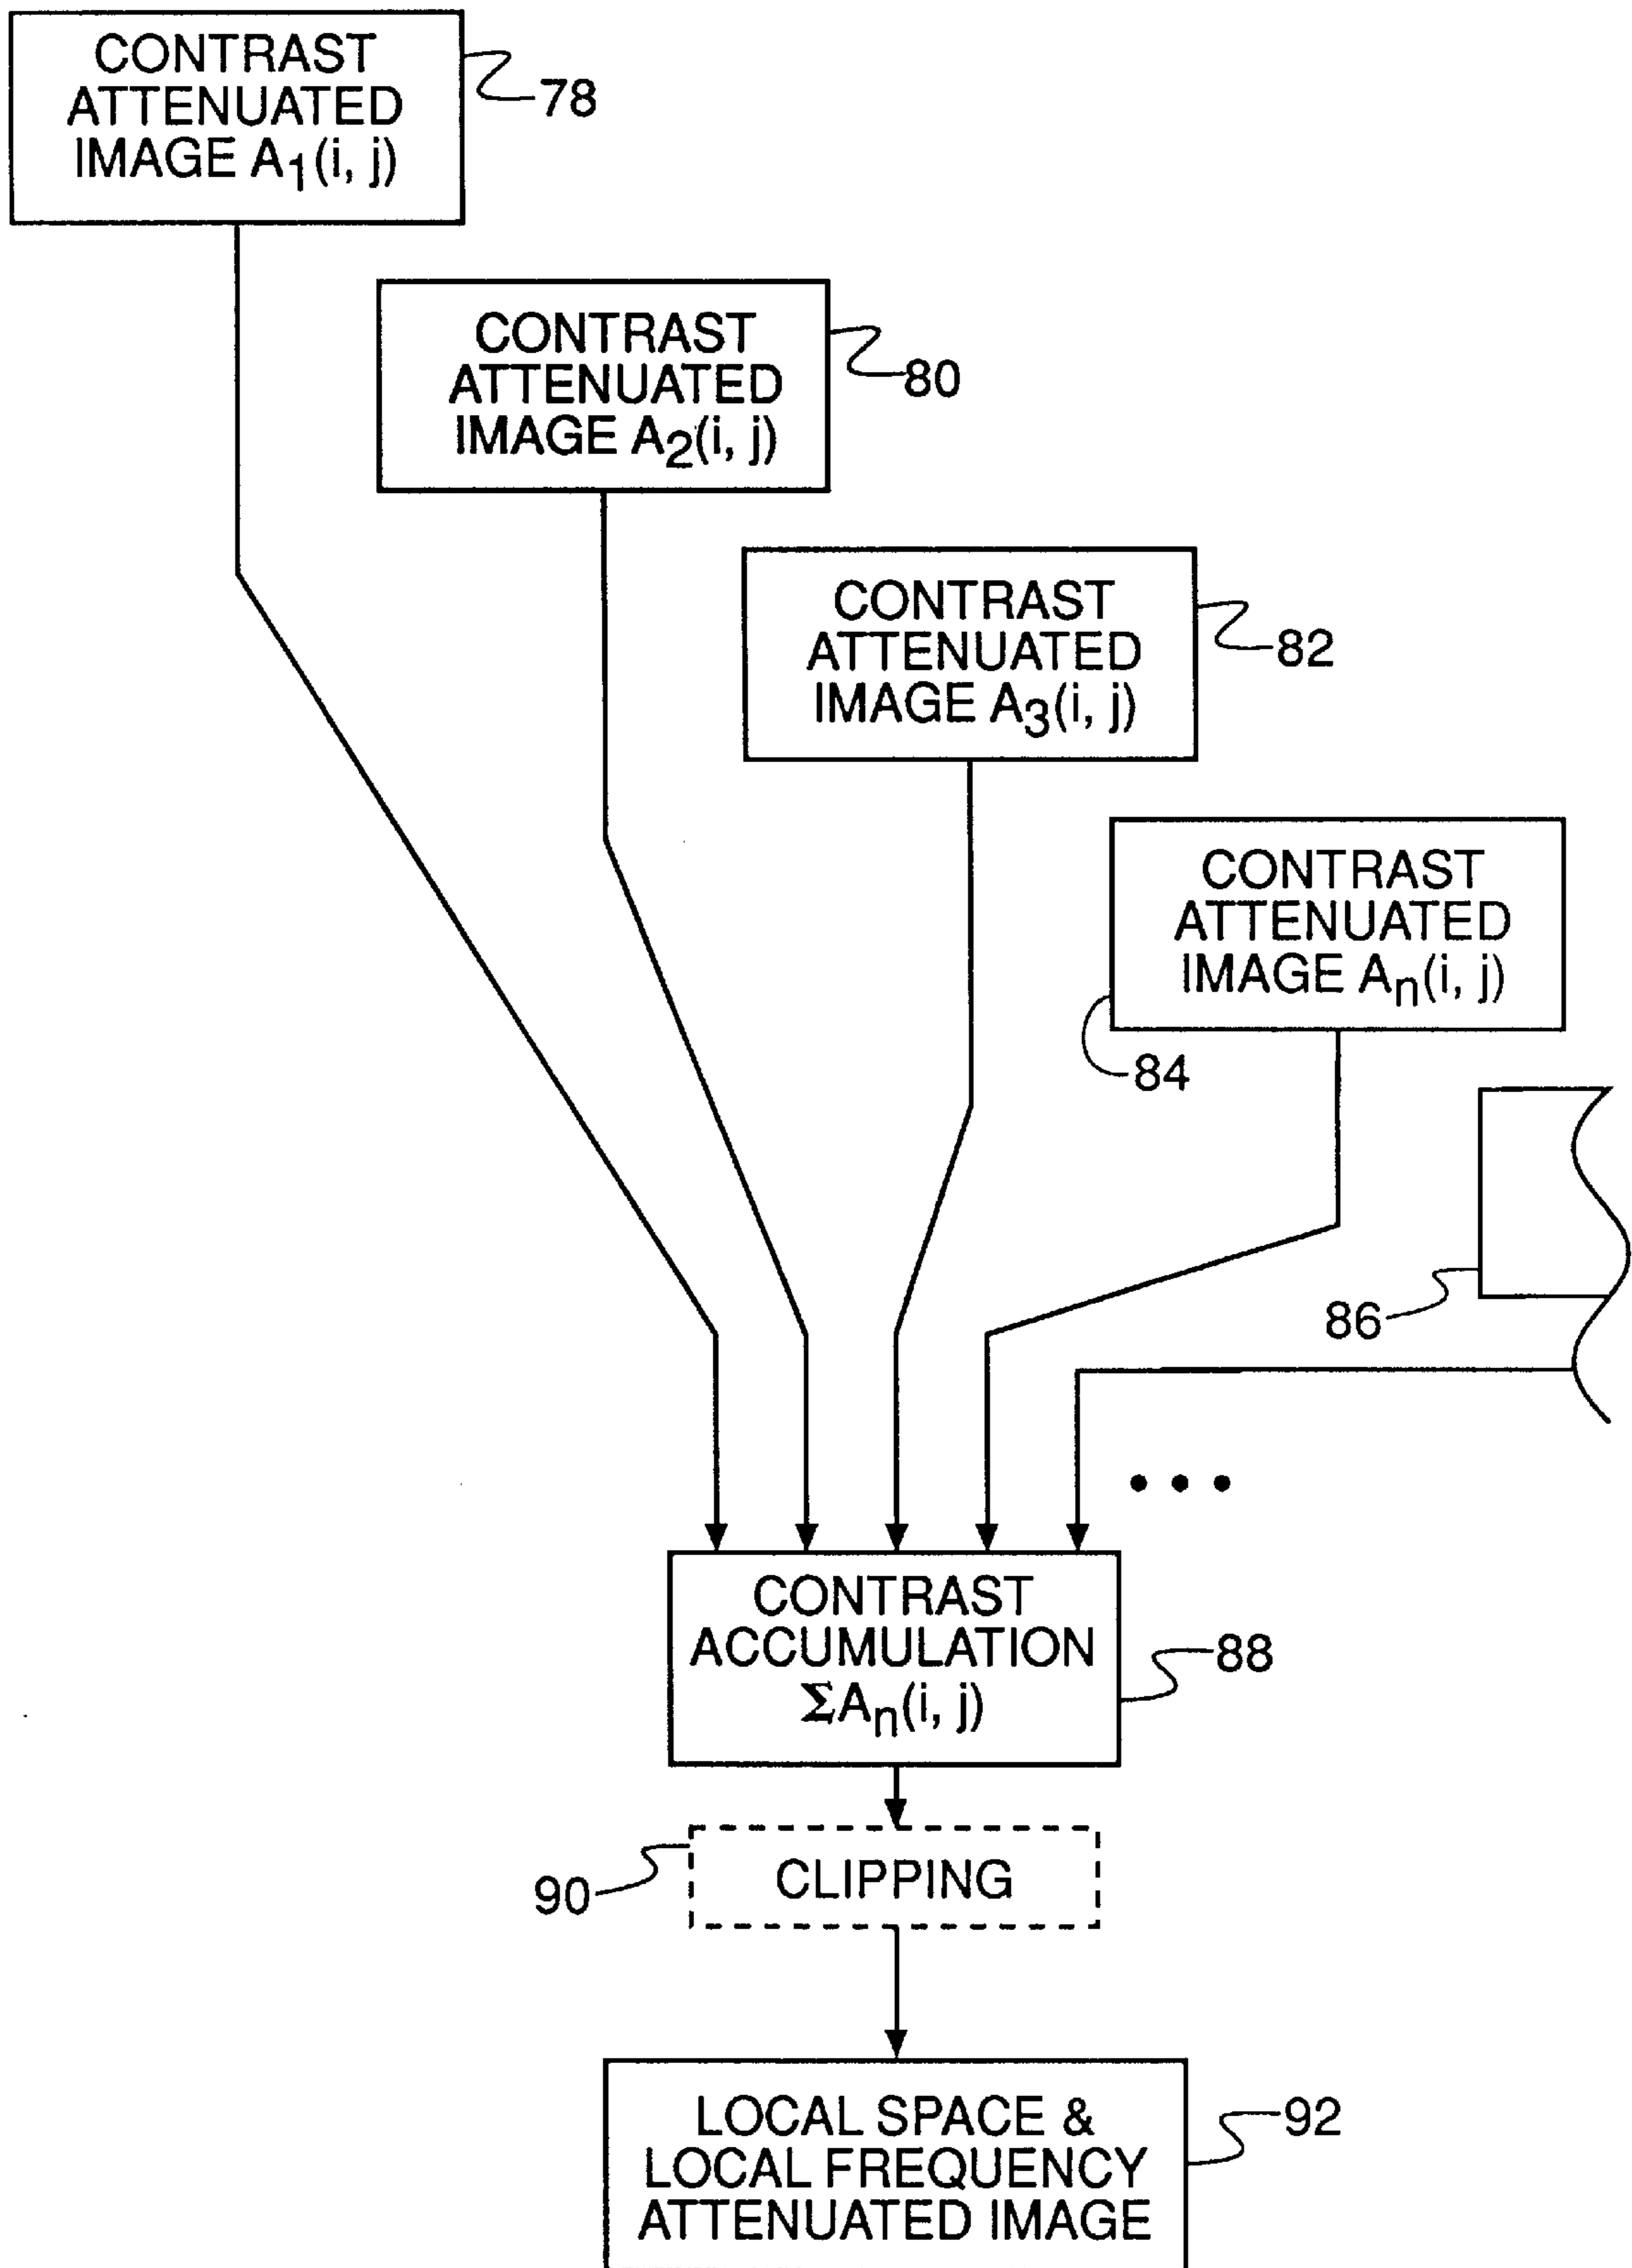 CONTRAST
ATTENUATED
IMAGE A₁(i, j)
78
CONTRAST
ATTENUATED
IMAGE A₂(i, j)
80
CONTRAST
ATTENUATED
IMAGE A₃(i, j)
82
CONTRAST
ATTENUATED
IMAGE Aₙ(i, j)
84
86
• • •
CONTRAST
ACCUMULATION
ΣAₙ(i, j)
88
CLIPPING
90
LOCAL SPACE &
LOCAL FREQUENCY
ATTENUATED IMAGE
92